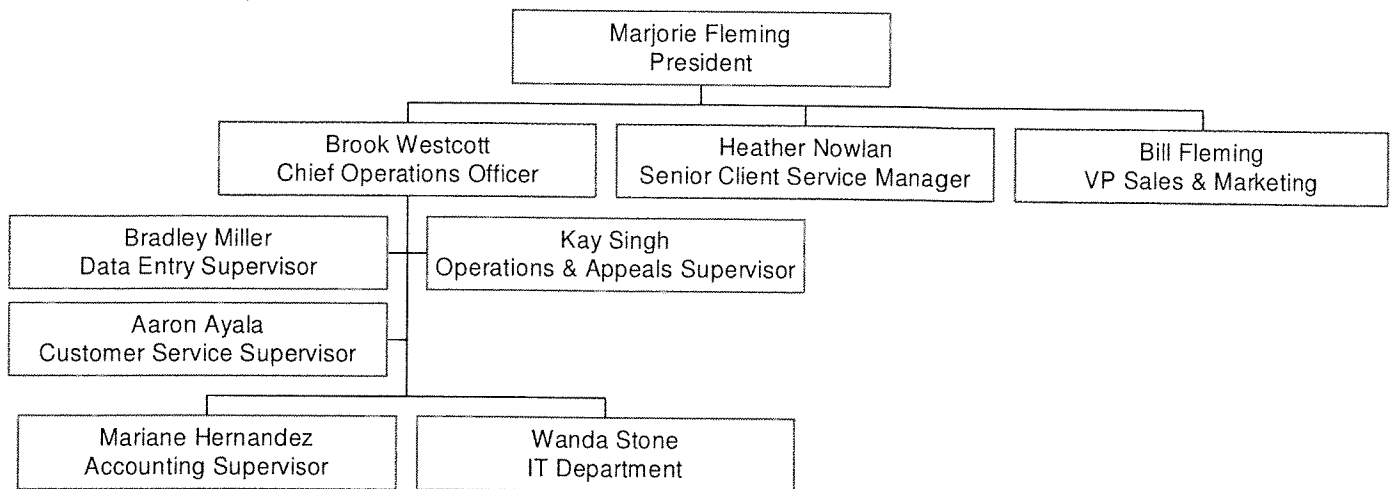 Marjorie Fleming
President
Brook Westcott
Chief Operations Officer
Heather Nowlan
Senior Client Service Manager
Bill Fleming
VP Sales & Marketing
Bradley Miller
Data Entry Supervisor
Kay Singh
Operations & Appeals Supervisor
Aaron Ayala
Customer Service Supervisor
Mariane Hernandez
Accounting Supervisor
Wanda Stone
IT Department